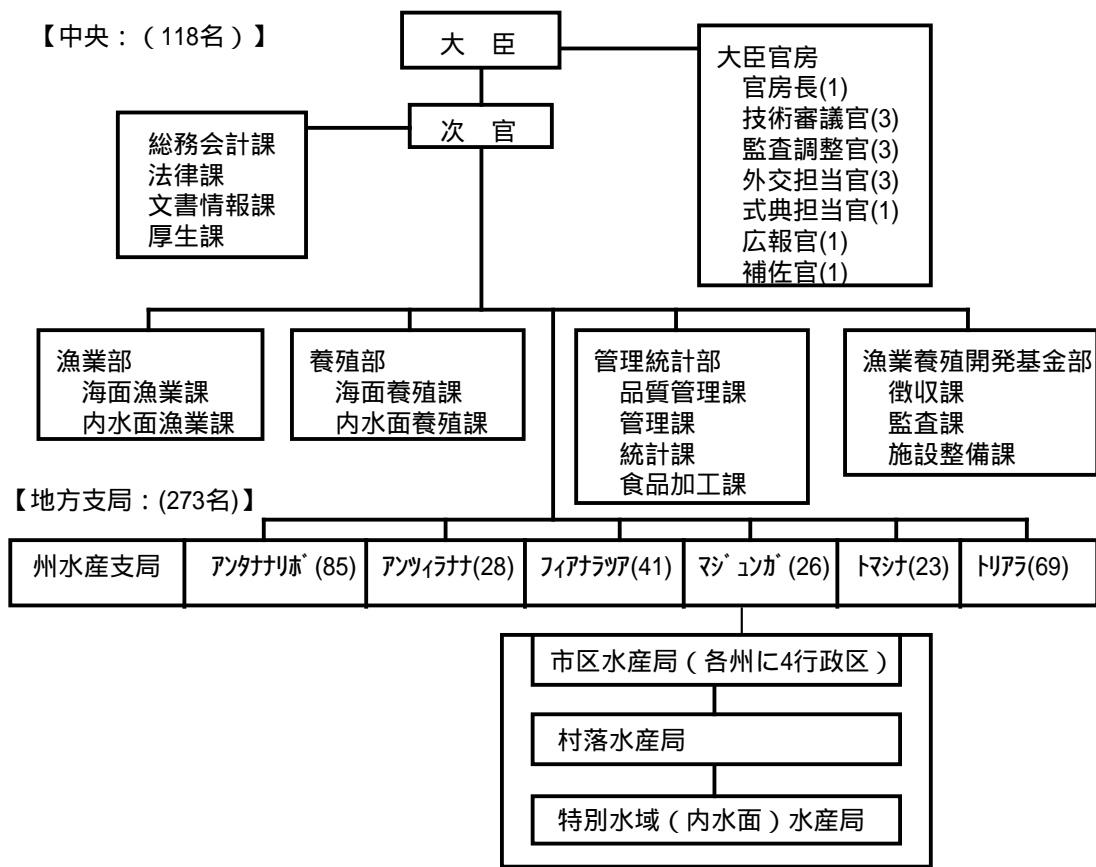 【中央：（118名）】
大　臣
大臣官房
官房長(1)
技術審議官(3)
監査調整官(3)
外交担当官(3)
式典担当官(1)
広報官(1)
補佐官(1)
次　官
総務会計課
法律課
文書情報課
厚生課
漁業部
海面漁業課
内水面漁業課
養殖部
海面養殖課
内水面養殖課
管理統計部
品質管理課
管理課
統計課
食品加工課
漁業養殖開発基金部
徴収課
監査課
施設整備課
【地方支局：(273名)】
州水産支局
ｱﾝﾀﾅﾅﾘﾎﾞ(85)
ｱﾝﾂｨﾗﾅﾅ(28)
ﾌｨｱﾅﾗﾂｱ(41)
ﾏｼﾞｭﾝｶﾞ(26)
ﾄﾏｼﾅ(23)
ﾄﾘｱﾗ(69)
市区水産局（各州に4行政区）
村落水産局
特別水域（内水面）水産局